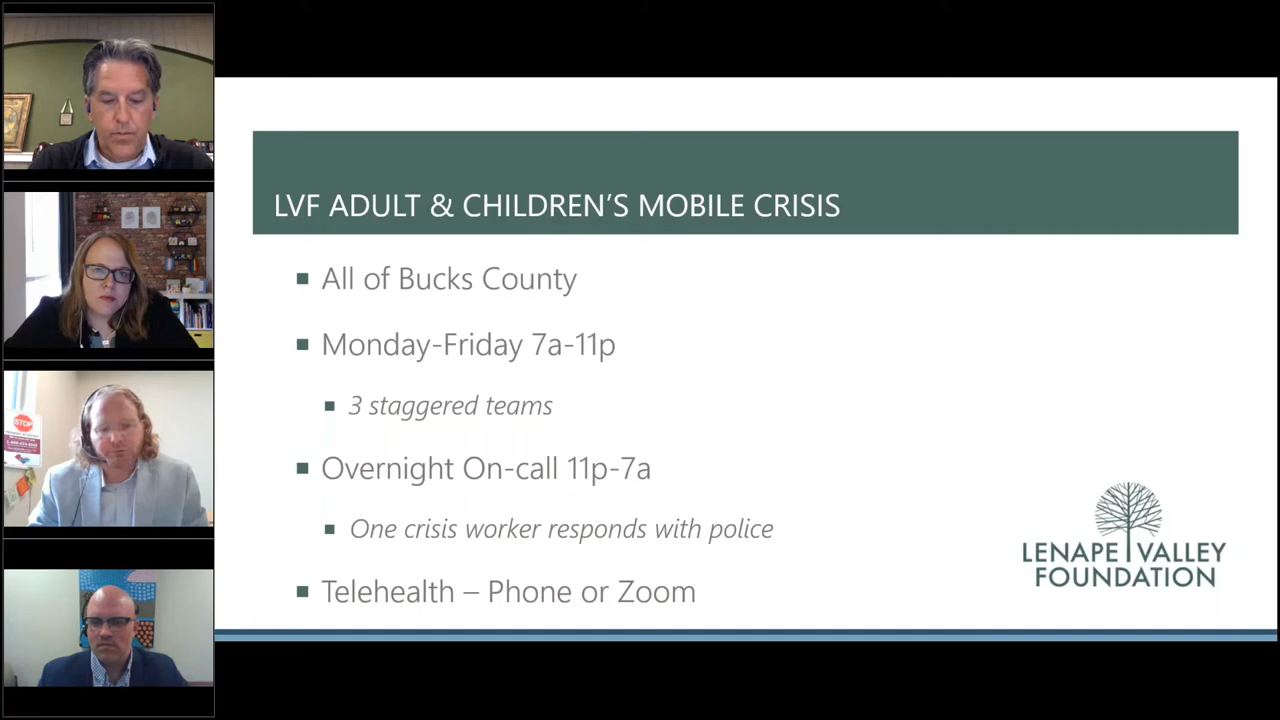 LVF ADULT & CHILDREN'S MOBILE CRISIS
All of Bucks County
Monday-Friday 7a-11p
3 staggered teams
Overnight On-call 11p-7a
One crisis worker responds with police
Telehealth – Phone or Zoom
LENAPE VALLEY
FOUNDATION
STOP